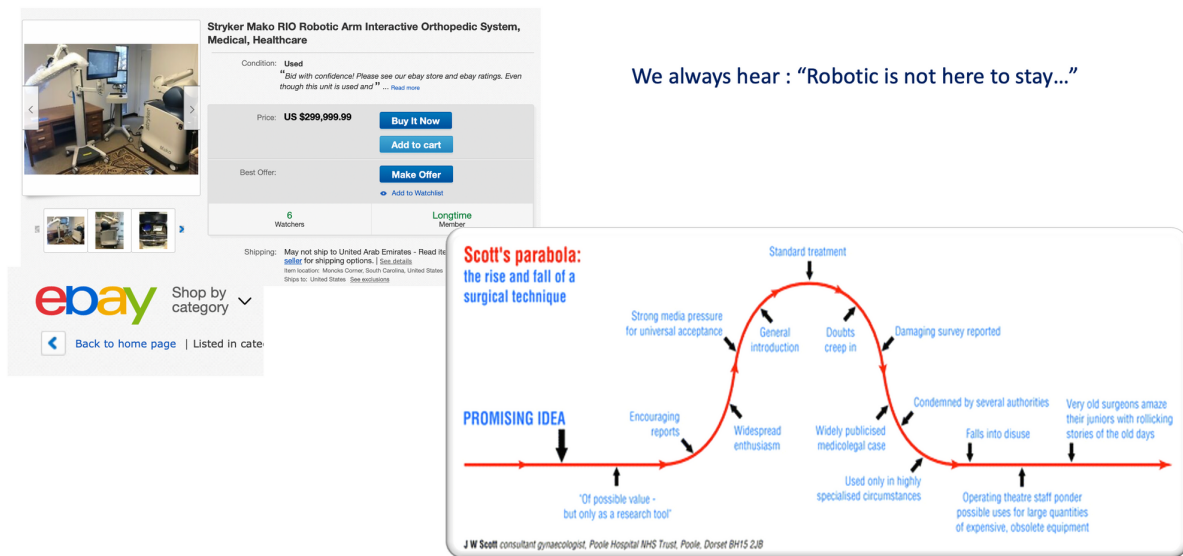 Stryker Mako RIO Robotic Arm Interactive Orthopedic System,
Medical, Healthcare
Condition: Used
"Bid with confidence! Please see our ebay store and ebay ratings. Even
though this unit is used and " ... Read more
Price: US $299,999.99
Buy It Now
Add to cart
Best Offer:
Make Offer
Add to Watchlist
6
Watchers
Longtime
Member
Shipping: May not ship to United Arab Emirates - Read ite
seller for shipping options. | See details
Item location: Moncks Corner, South Carolina, United States
Ships to: United States See exclusions
ebay
Shop by
category
Back to home page | Listed in cate
We always hear : “Robotic is not here to stay…”
Scott's parabola:
the rise and fall of a
surgical technique
PROMISING IDEA
"Of possible value -
but only as a research tool"
Encouraging
reports
Widespread
enthusiasm
Strong media pressure
for universal acceptance
General
introduction
Standard treatment
Doubts
creep in
Damaging survey reported
Widely publicised
medicolegal case
Condemned by several authorities
Used only in highly
specialised circumstances
Falls into disuse
Operating theatre staff ponder
possible uses for large quantities
of expensive, obsolete equipment
Very old surgeons amaze
their juniors with rollicking
stories of the old days
J W Scott consultant gynaecologist, Poole Hospital NHS Trust, Poole, Dorset BH15 2JB